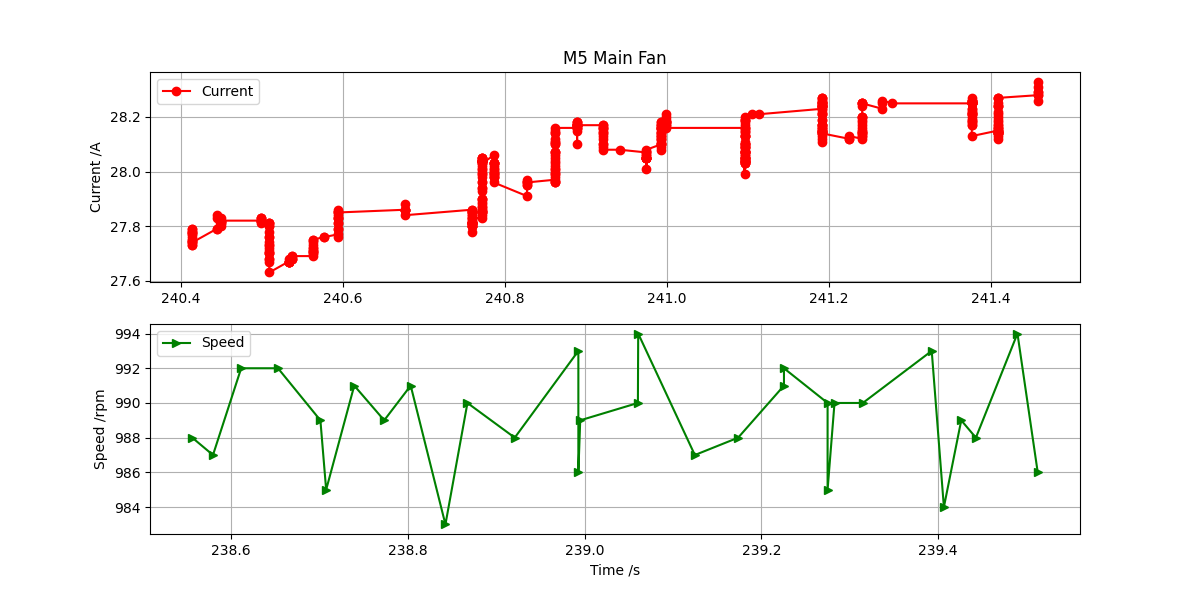 M5 Main Fan
Current
Current /A
28.2
28.0
27.8
27.6
240.4 240.6 240.8 241.0 241.2 241.4
Speed
Speed /rpm
994
992
990
988
986
984
238.6 238.8 239.0 239.2 239.4
Time /s